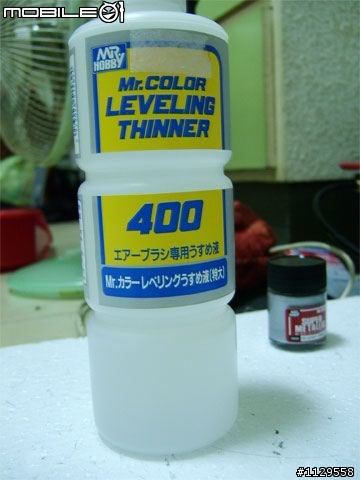 MOBILE01
MR.
HOBBY
Mr.COLOR
LEVELING
THINNER
400
エアーブラシ専用うすめ液
Mr.カラーレベリングうすめ液(特大)
#1129558